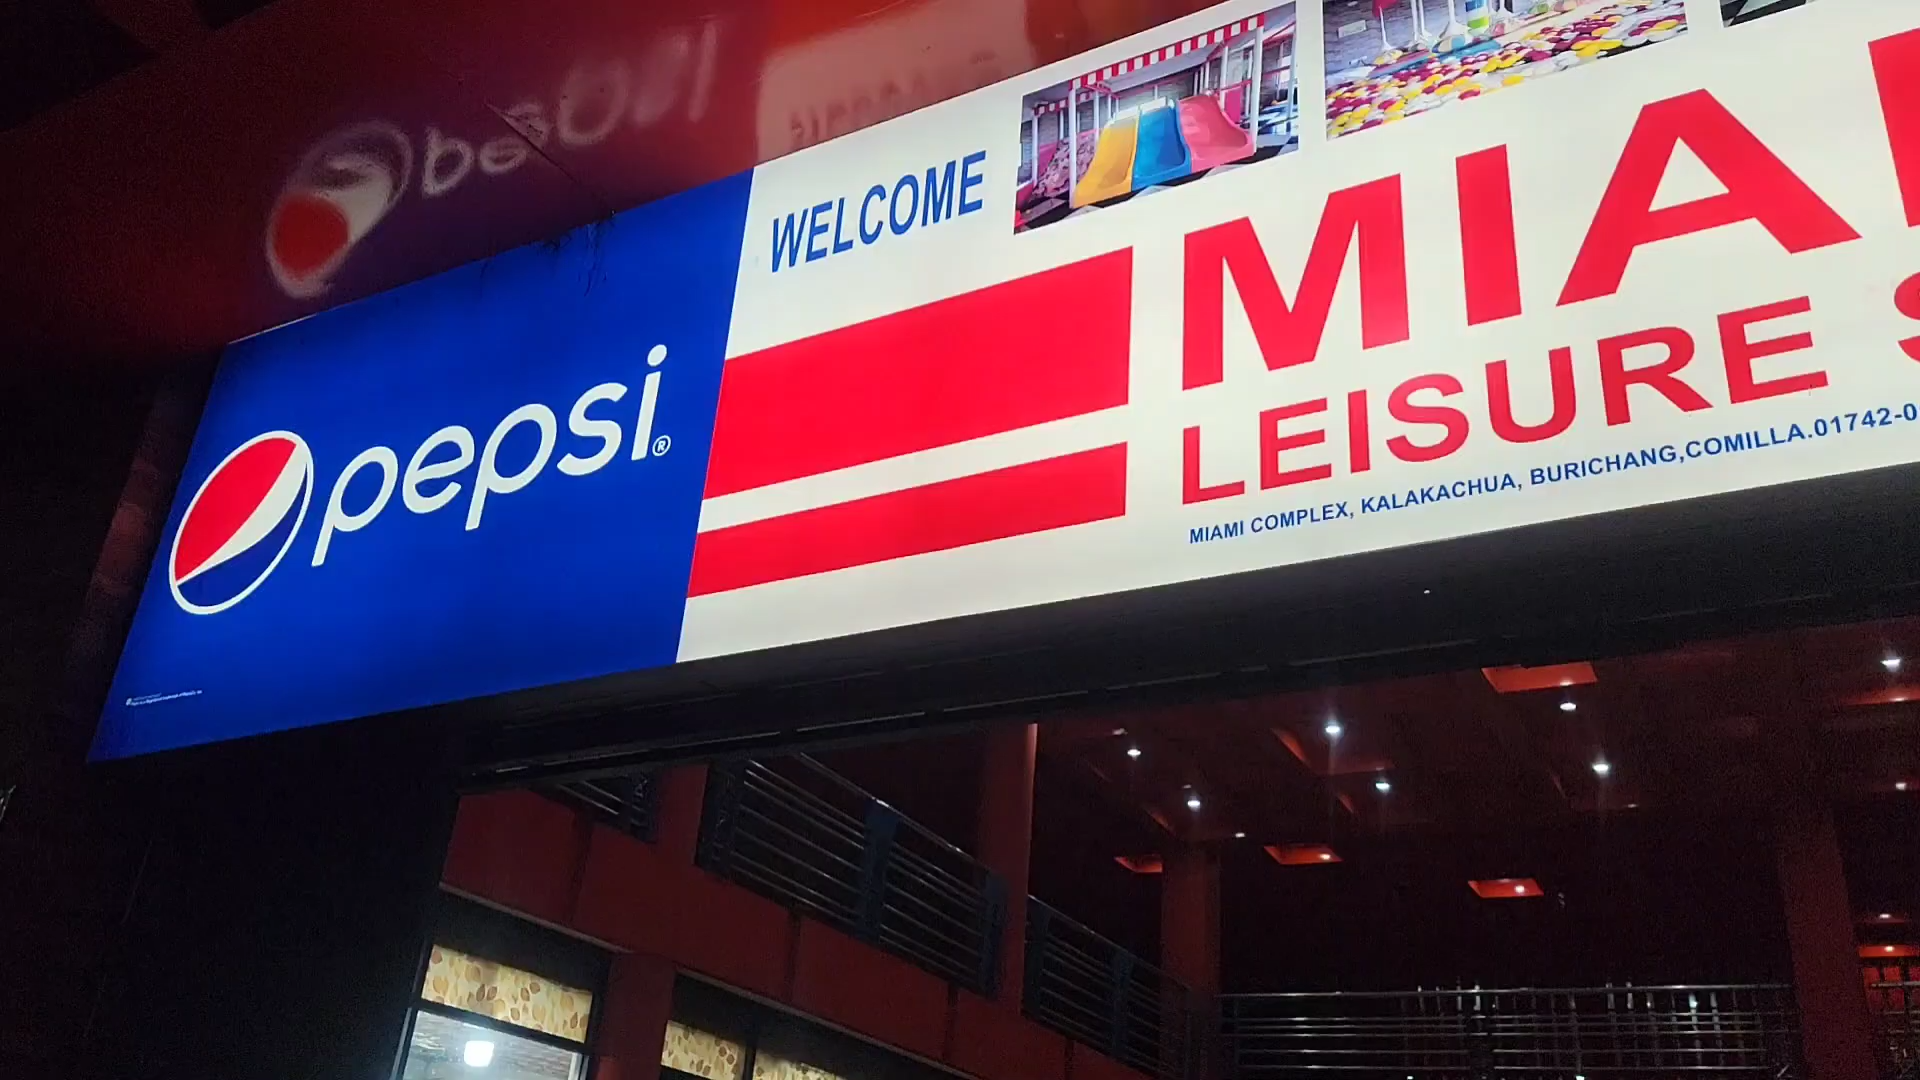 WELCOME
pepsi®
MIA
LEISURE S
MIAMI COMPLEX, KALAKACHUA, BURICHANG,COMILLA.01742-0